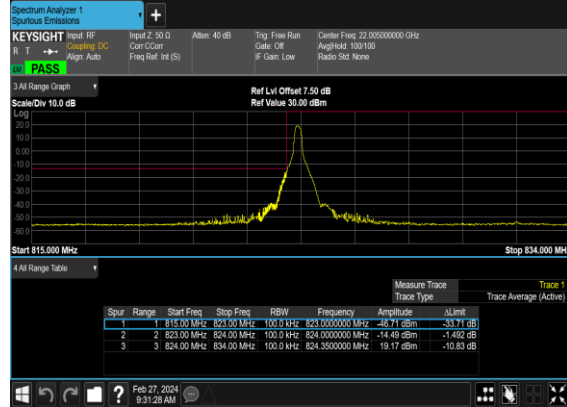 Spectrum Analyzer 1
Spurious Emissions
KEYSIGHT Input: RF Input Z: 50 Ω Atten: 40 dB Trig: Free Run Center Freq: 22.005000000 GHz
R T Coupling: DC Corr CCorr Gate: Off Avg|Hold: 100/100
Align: Auto Freq Ref: Int (S) IF Gain: Low Radio Std: None
PASS
3 All Range Graph
Ref Lvl Offset 7.50 dB
Scale/Div 10.0 dB Ref Value 30.00 dBm
Log
20.0
10.0
0.00
-10.0
-20.0
-30.0
-40.0
-50.0
-60.0
Start 815.000 MHz Stop 834.000 MH
4 All Range Table
Measure Trace Trace 1
Trace Type Trace Average (Active)
Spur Range Start Freq Stop Freq RBW Frequency Amplitude ΔLimit
1 1 815.00 MHz 823.00 MHz 100.0 kHz 823.0000000 MHz -46.71 dBm -33.71 dB
2 2 823.00 MHz 824.00 MHz 100.0 kHz 824.0000000 MHz -14.49 dBm -1.492 dB
3 3 824.00 MHz 834.00 MHz 100.0 kHz 824.3500000 MHz 19.17 dBm -10.83 dB
Feb 27, 2024
9:31:28 AM